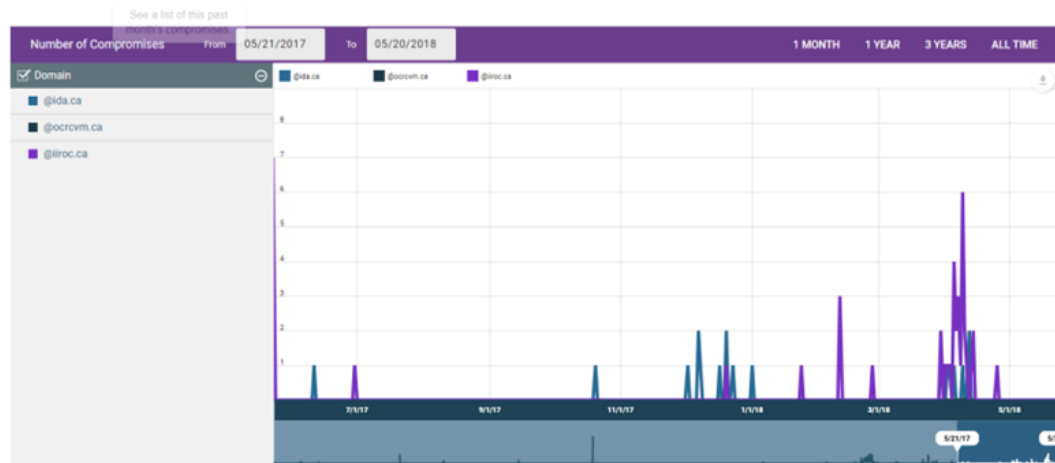 See a list of this past
month's compromises.
Number of Compromises From 05/21/2017 To 05/20/2018 1 MONTH 1 YEAR 3 YEARS ALL TIME
Domain
@ida.ca @ocrcvm.ca @iiroc.ca
@ida.ca
@ocrcvm.ca
@iiroc.ca
8
7
6
5
4
3
2
1
7/1/17 9/1/17 11/1/17 1/1/18 3/1/18 5/1/18
5/21/17